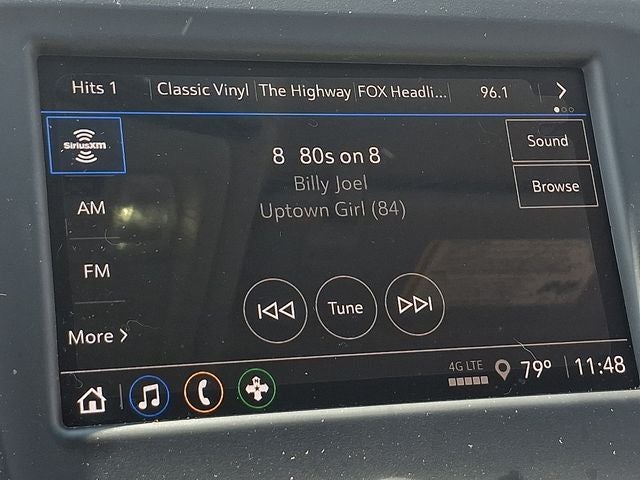 Hits 1 Classic Vinyl The Highway FOX Headli... 96.1
SiriusXM
8 80s on 8
Billy Joel
Uptown Girl (84)
Sound
Browse
AM
FM
More
Tune
4G LTE
79° 11:48